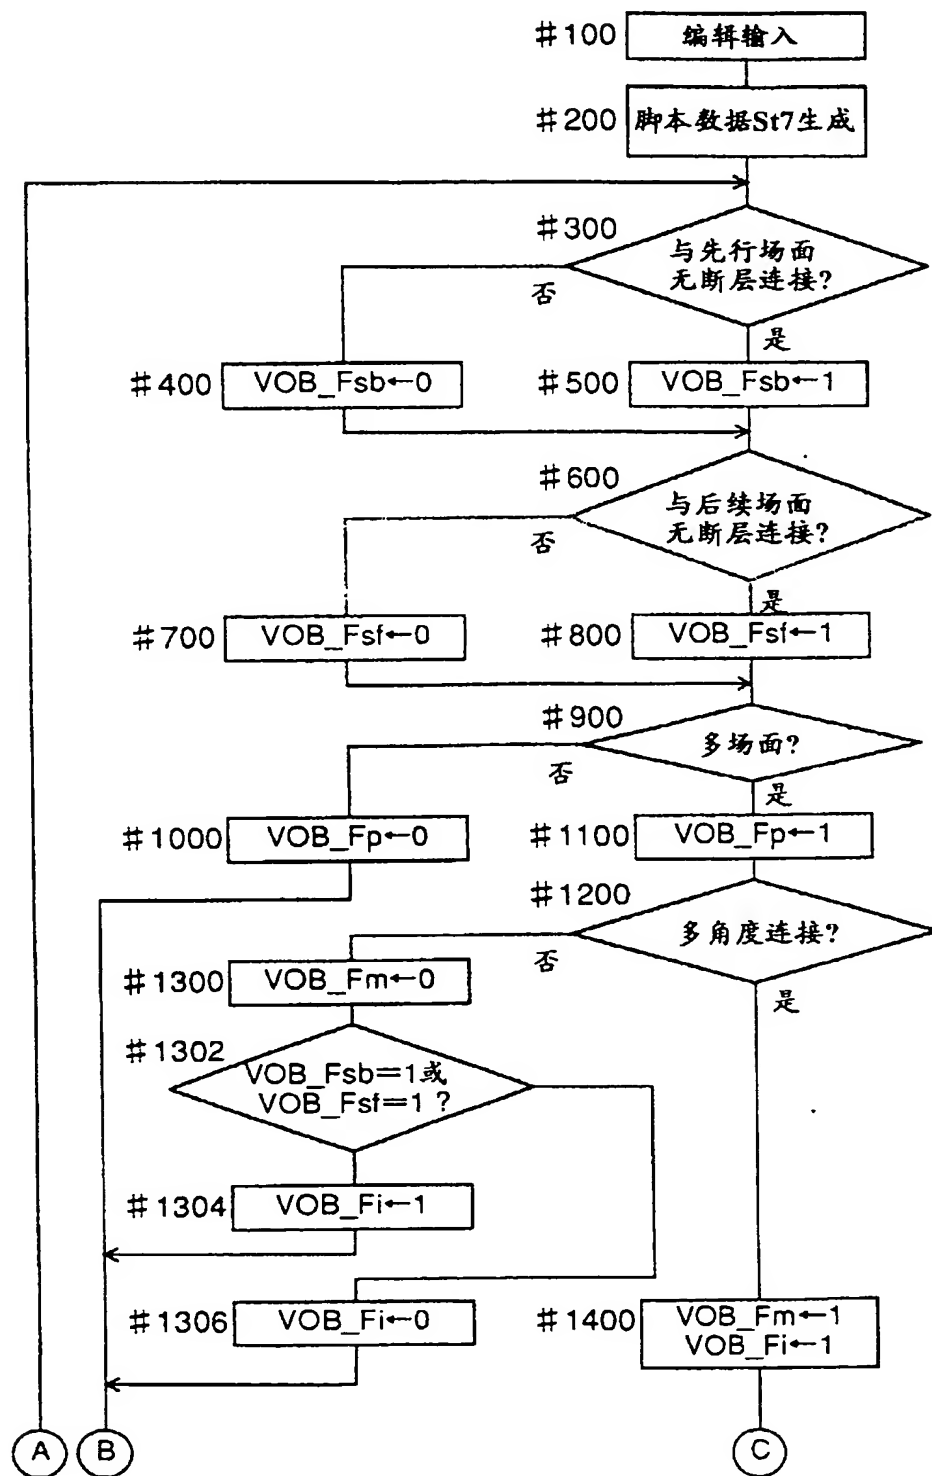 #100 编辑输入
#200 脚本数据St7生成
#300
与先行场面
无断层连接?
否
是
#400 VOB_Fsb←0
#500 VOB_Fsb←1
#600
与后续场面
无断层连接?
否
是
#700 VOB_Fsf←0
#800 VOB_Fsf←1
#900
多场面?
否
是
#1000 VOB_Fp←0
#1100 VOB_Fp←1
#1200
多角度连接?
否
是
#1300 VOB_Fm←0
#1302
VOB_Fsb=1或
VOB_Fsf=1?
#1304 VOB_Fi←1
#1306 VOB_Fi←0
#1400
VOB_Fm←1
VOB_Fi←1
A
B
C